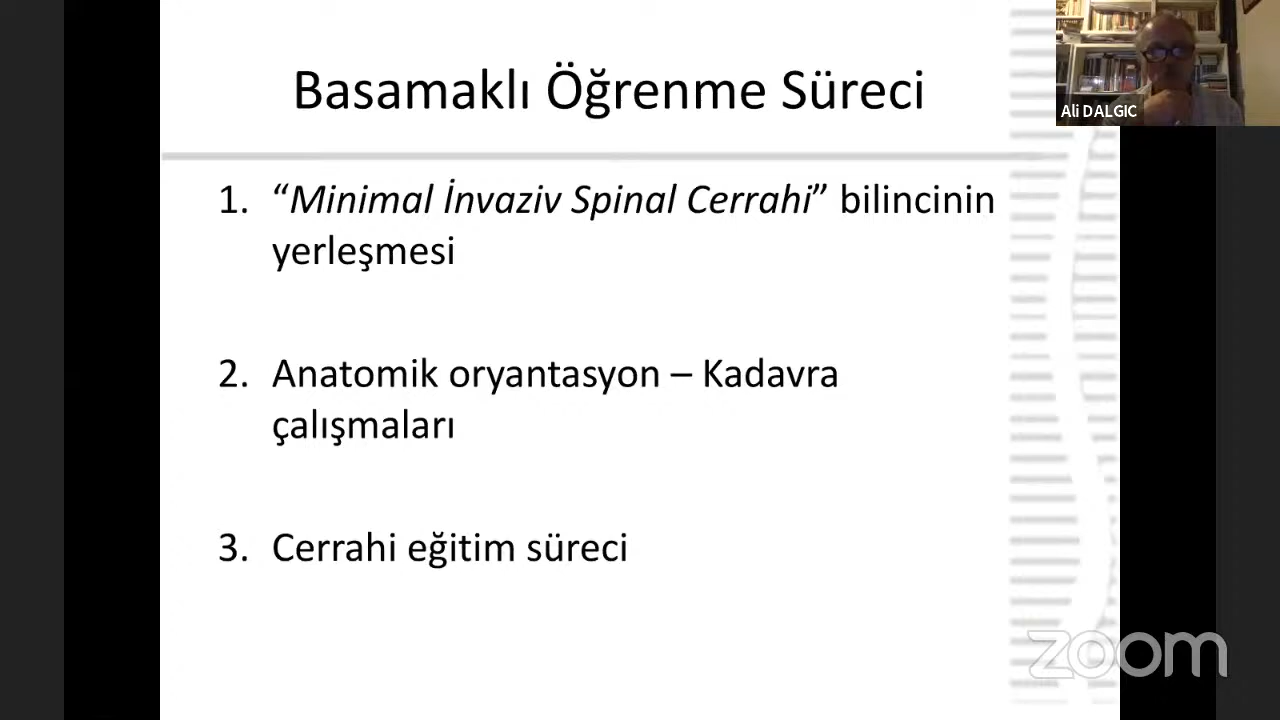 Basamaklı Öğrenme Süreci
Ali DALGIC
1. “Minimal İnvaziv Spinal Cerrahi” bilincinin
yerleşmesi
2. Anatomik oryantasyon – Kadavra
çalışmaları
3. Cerrahi eğitim süreci
zoom